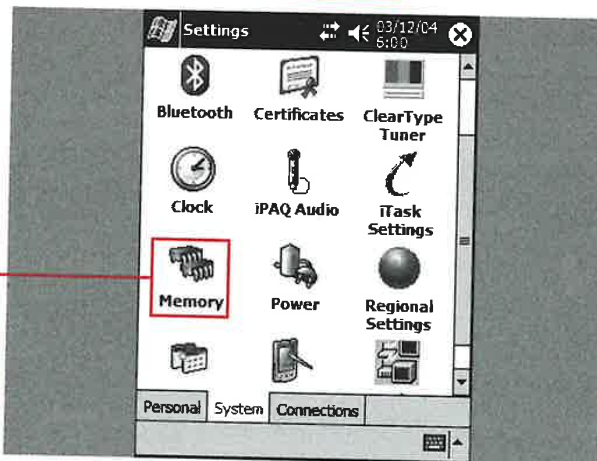 Settings
03/12/04
5:00
Bluetooth
Certificates
ClearType
Tuner
Clock
iPAQ Audio
iTask
Settings
Memory
Power
Regional
Settings
Personal
System
Connections